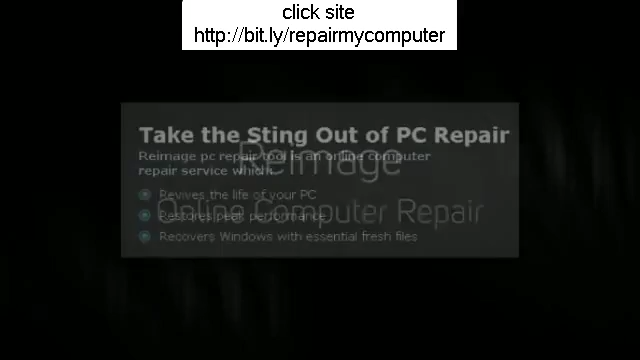 click site
http://bit.ly/repairmycomputer
Take the Sting Out of PC Repair
Reimage
Reimage pc repair tool is an online computer
repair service which:
Revives the life of your PC
Online Computer Repair
Restores peak performance
Recovers Windows with essential fresh files